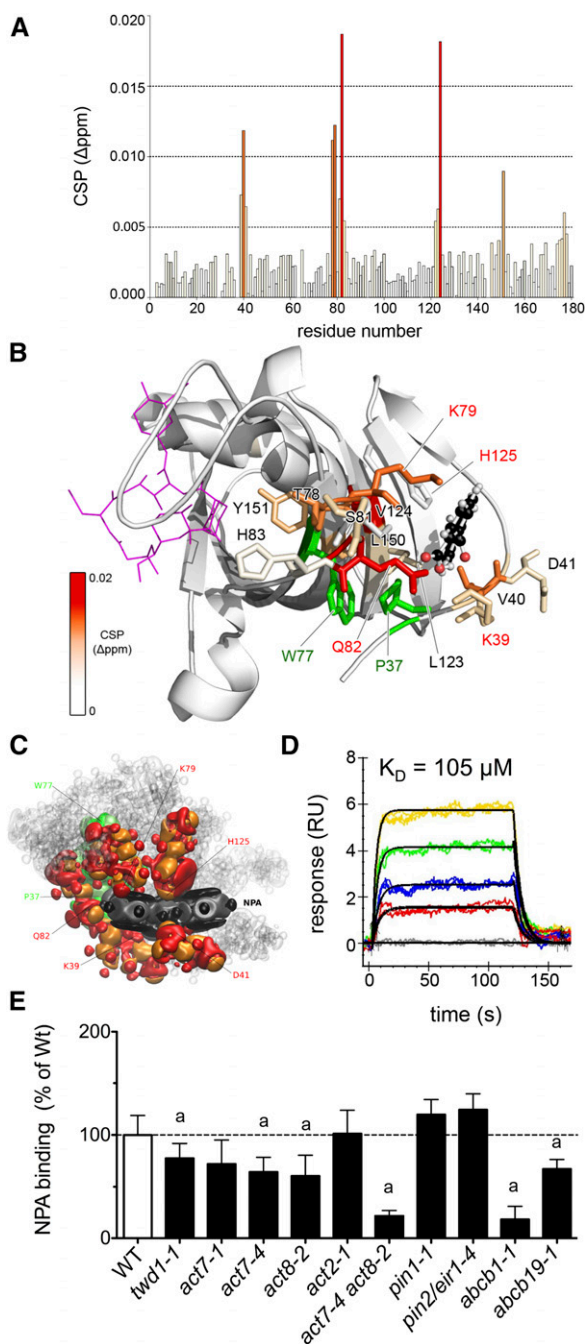 A
CSP (Δppm)
0.020
0.015
0.010
0.005
0.000
0 20 40 60 80 100 120 140 160 180
residue number
B
K79
H125
T78
Y151
S81
V124
L150
H83
D41
V40
K39
W77
Q82
P37
L123
0.02
CSP
(Δppm)
0
C
W77
K79
H125
P37
NPA
Q82
K39
D41
D
K_D = 105 µM
response (RU)
8
6
4
2
0
0 50 100 150
time (s)
E
NPA binding (% of Wt)
200
100
0
a a a a a a
WT
twd1-1
act7-1
act7-4
act8-2
act2-1
act7-4 act8-2
pin1-1
pin2/eir1-4
abcb1-1
abcb19-1